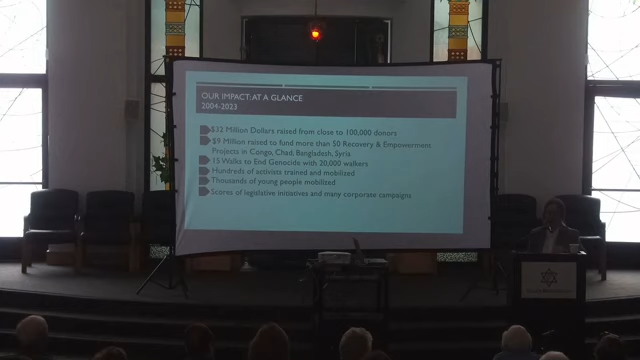 OUR IMPACT: AT A GLANCE
2004-2023
$32 Million Dollars raised from close to 100,000 donors
$9 Million raised to fund more than 50 Recovery & Empowerment
Projects in Congo, Chad, Bangladesh, Syria
15 Walks to End Genocide with 20,000 walkers
Hundreds of activists trained and mobilized
Thousands of young people mobilized
Scores of legislative initiatives and many corporate campaigns